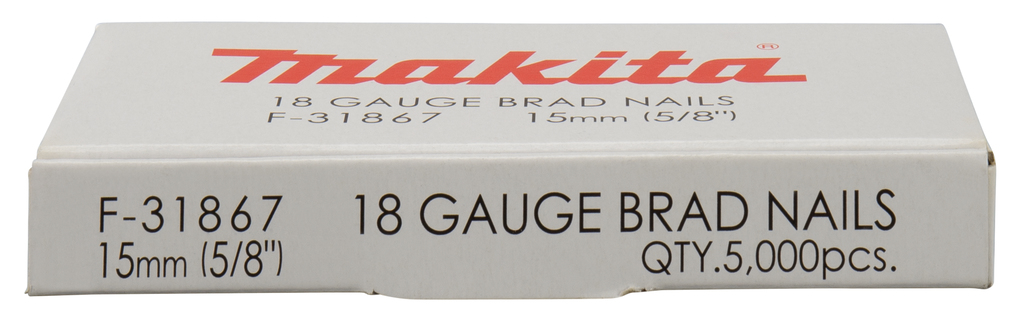 makita®
18 GAUGE BRAD NAILS
F-31867 15mm (5/8")
F-31867 18 GAUGE BRAD NAILS
15mm (5/8") QTY.5,000pcs.